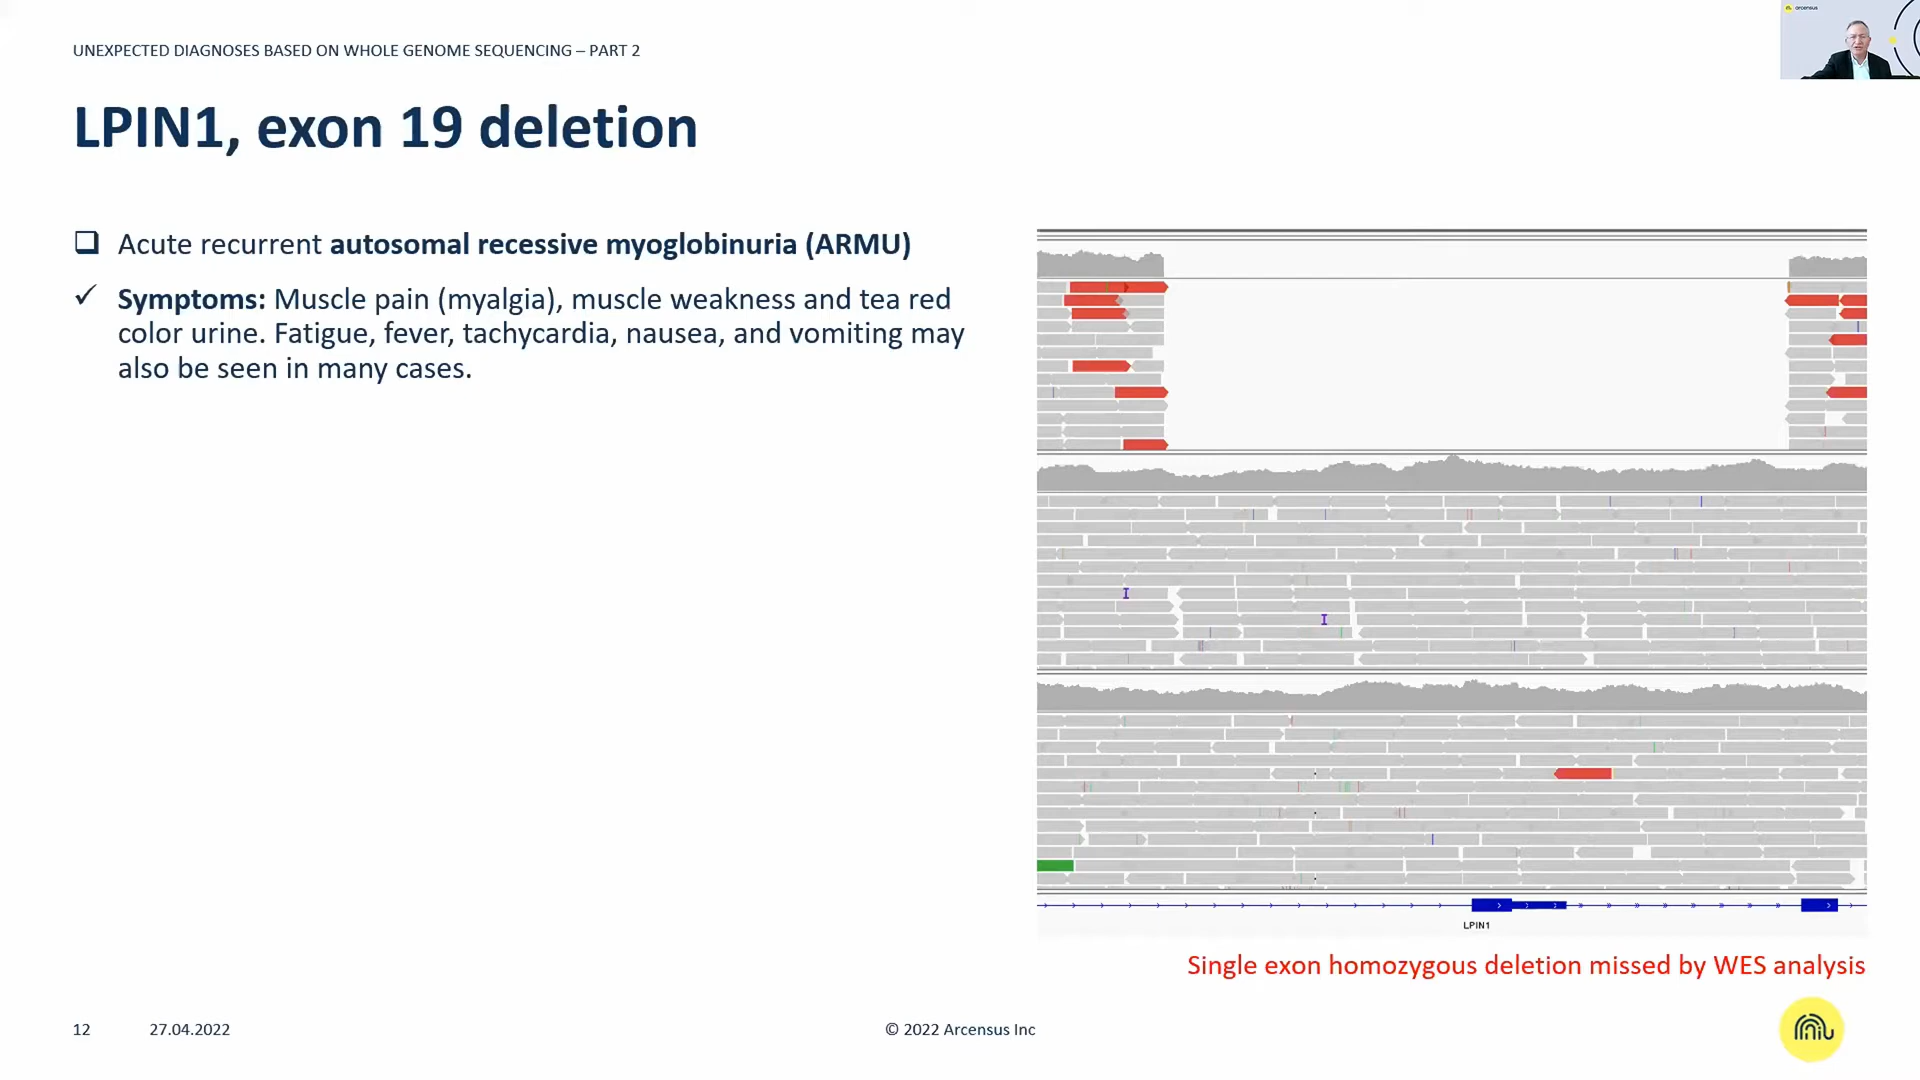 UNEXPECTED DIAGNOSES BASED ON WHOLE GENOME SEQUENCING – PART 2
arcensus
LPIN1, exon 19 deletion
Acute recurrent autosomal recessive myoglobinuria (ARMU)
Symptoms: Muscle pain (myalgia), muscle weakness and tea red
color urine. Fatigue, fever, tachycardia, nausea, and vomiting may
also be seen in many cases.
LPIN1
Single exon homozygous deletion missed by WES analysis
12 27.04.2022 © 2022 Arcensus Inc